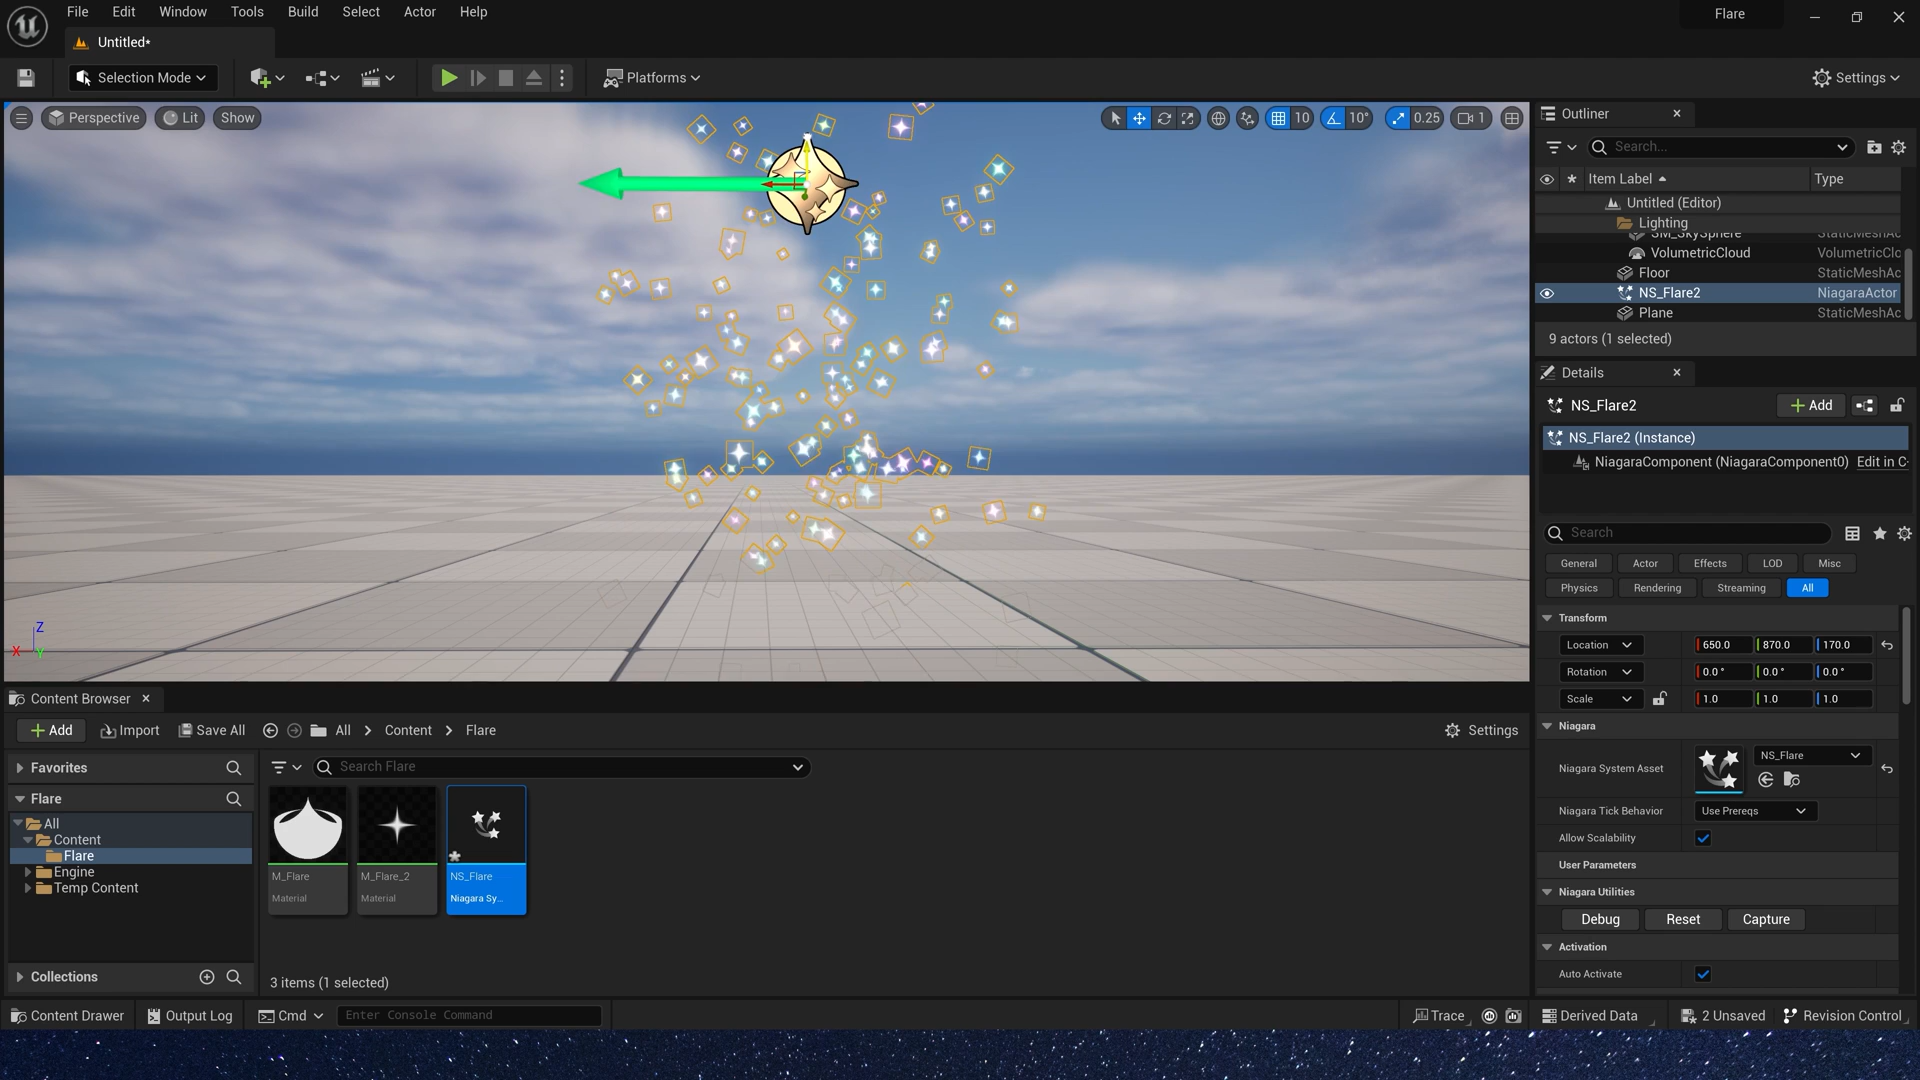 File Edit Window Tools Build Select Actor Help
Flare
Untitled*
Selection Mode
Platforms
Settings
Perspective
Lit
Show
10
10°
0.25
1
Z
X
Y
Outliner
Search...
Item Label
Type
Untitled (Editor)
Lighting
SM_SkySphere StaticMeshAc
VolumetricCloud VolumetricClo
Floor StaticMeshAc
NS_Flare2 NiagaraActor
Plane StaticMeshAc
9 actors (1 selected)
Details
NS_Flare2
Add
NS_Flare2 (Instance)
NiagaraComponent (NiagaraComponent0) Edit in C
Search
General Actor Effects LOD Misc
Physics Rendering Streaming All
Transform
Location 650.0 870.0 170.0
Rotation 0.0° 0.0° 0.0°
Scale 1.0 1.0 1.0
Niagara
Niagara System Asset
NS_Flare
Niagara Tick Behavior Use Prereqs
Allow Scalability
User Parameters
Niagara Utilities
Debug Reset Capture
Activation
Auto Activate
Content Browser
Add Import Save All All Content Flare Settings
Favorites
Flare
All
Content
Flare
Engine
Temp Content
Collections
Search Flare
M_Flare
Material
M_Flare_2
Material
NS_Flare
Niagara Sy...
3 items (1 selected)
Content Drawer Output Log Cmd Enter Console Command Trace Derived Data 2 Unsaved Revision Control